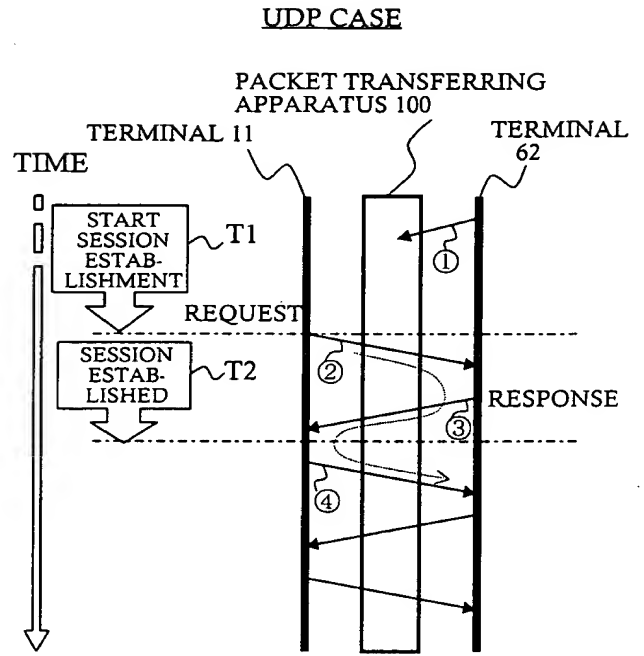 UDP CASE
PACKET TRANSFERRING
APPARATUS 100
TERMINAL 11
TERMINAL
62
TIME
START
SESSION
ESTAB-
LISHMENT
T1
①
REQUEST
②
SESSION
ESTAB-
LISHED
T2
RESPONSE
③
④